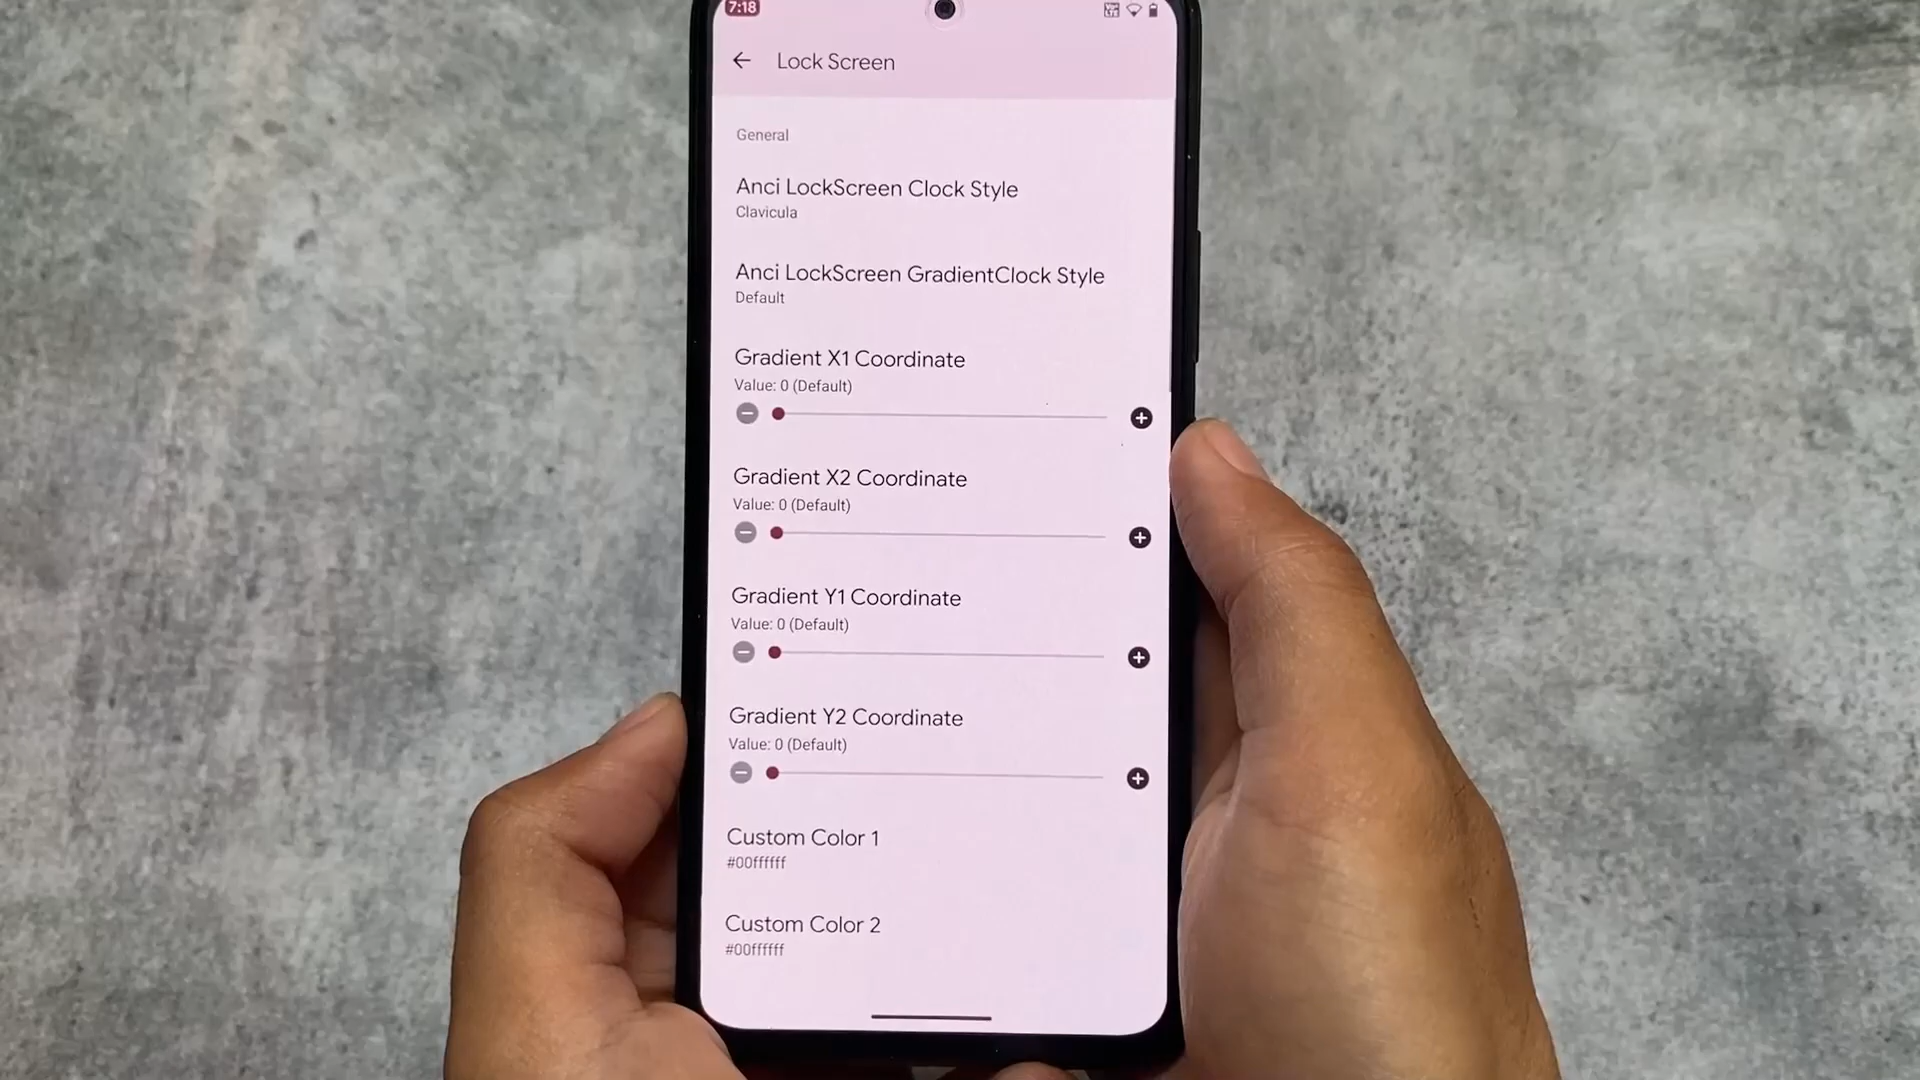 7:18
Lock Screen
General
Anci LockScreen Clock Style
Clavicula
Anci LockScreen GradientClock Style
Default
Gradient X1 Coordinate
Value: 0 (Default)
Gradient X2 Coordinate
Value: 0 (Default)
Gradient Y1 Coordinate
Value: 0 (Default)
Gradient Y2 Coordinate
Value: 0 (Default)
Custom Color 1
#00ffffff
Custom Color 2
#00ffffff